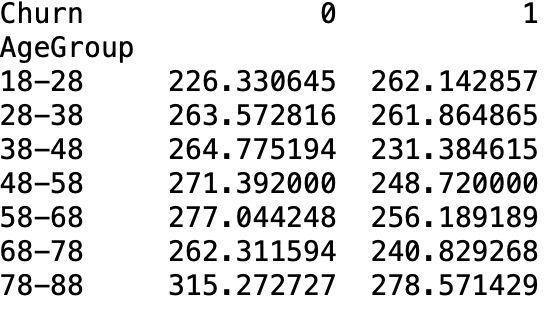 Churn 0 1
AgeGroup
18-28 226.330645 262.142857
28-38 263.572816 261.864865
38-48 264.775194 231.384615
48-58 271.392000 248.720000
58-68 277.044248 256.189189
68-78 262.311594 240.829268
78-88 315.272727 278.571429